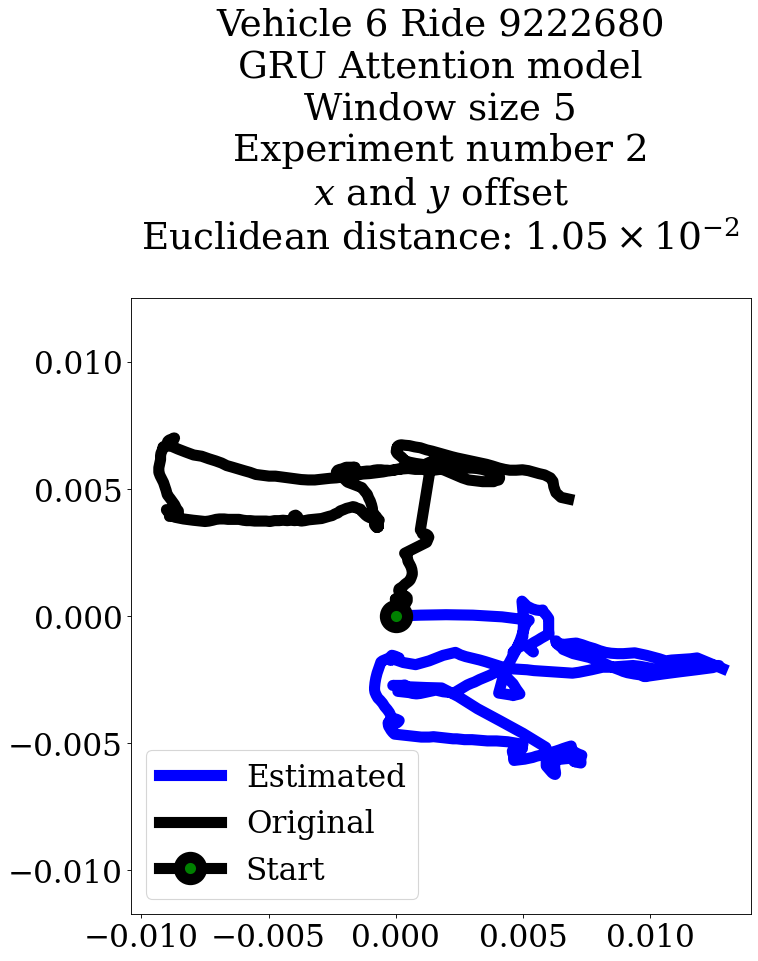 Vehicle 6 Ride 9222680
GRU Attention model
Window size 5
Experiment number 2
x and y offset
Euclidean distance: 1.05 × 10⁻²
0.010
0.005
0.000
−0.005
−0.010
Estimated
Original
Start
−0.010 −0.005 0.000 0.005 0.010